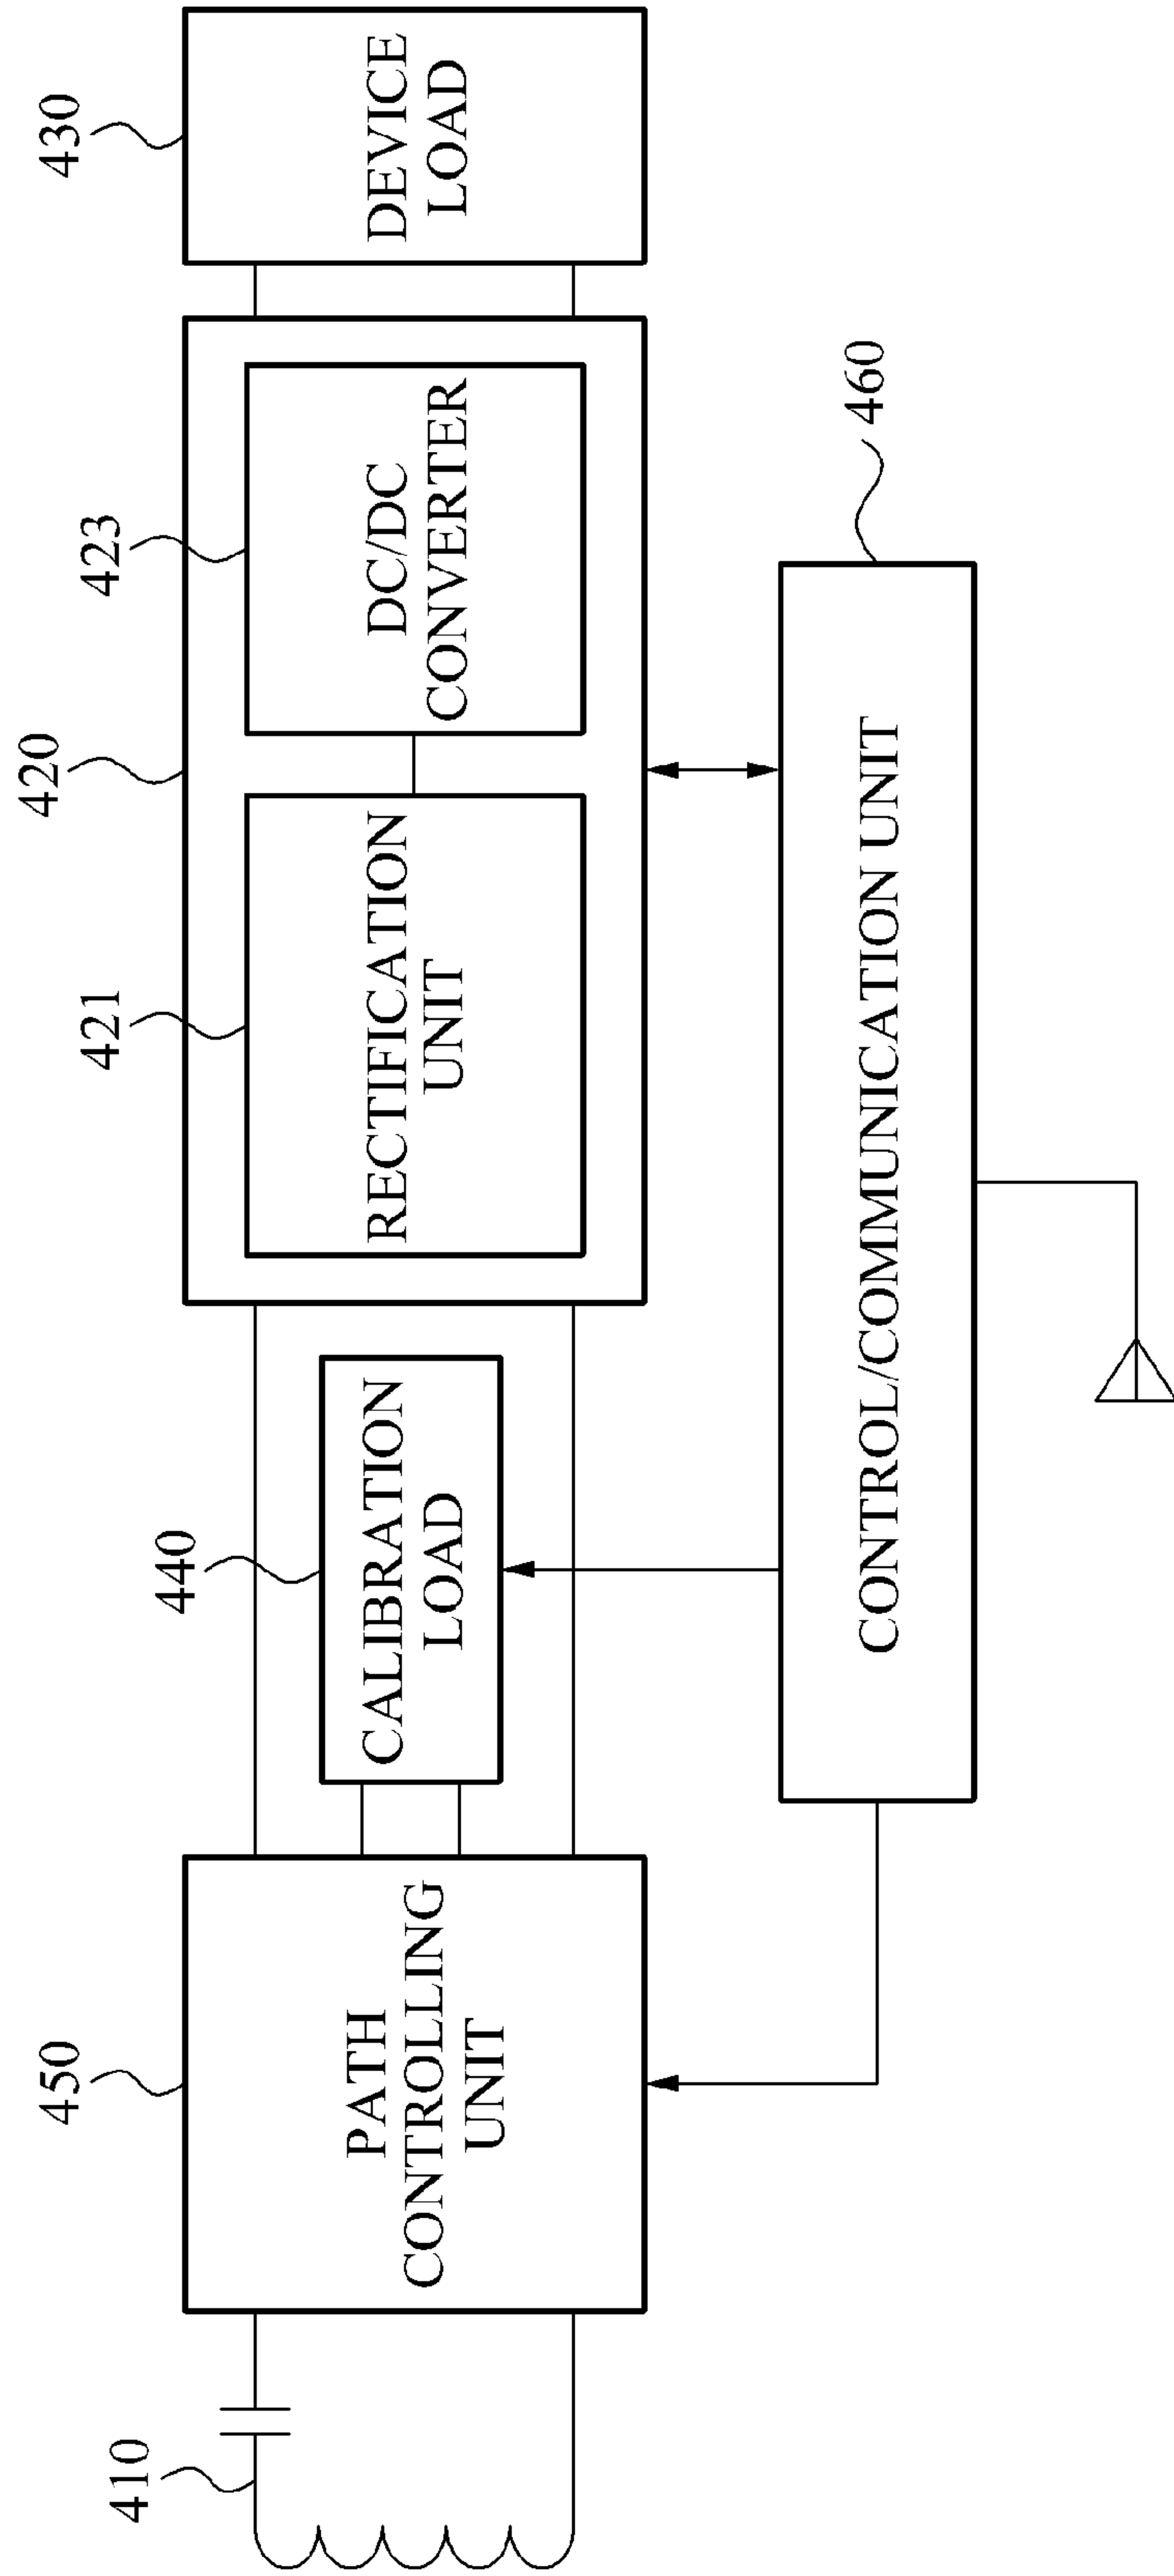 420
430
450
440
421
423
410
PATH
CONTROLLING
UNIT
CALIBRATION
LOAD
RECTIFICATION
UNIT
DC/DC
CONVERTER
DEVICE
LOAD
460
CONTROL/COMMUNICATION UNIT